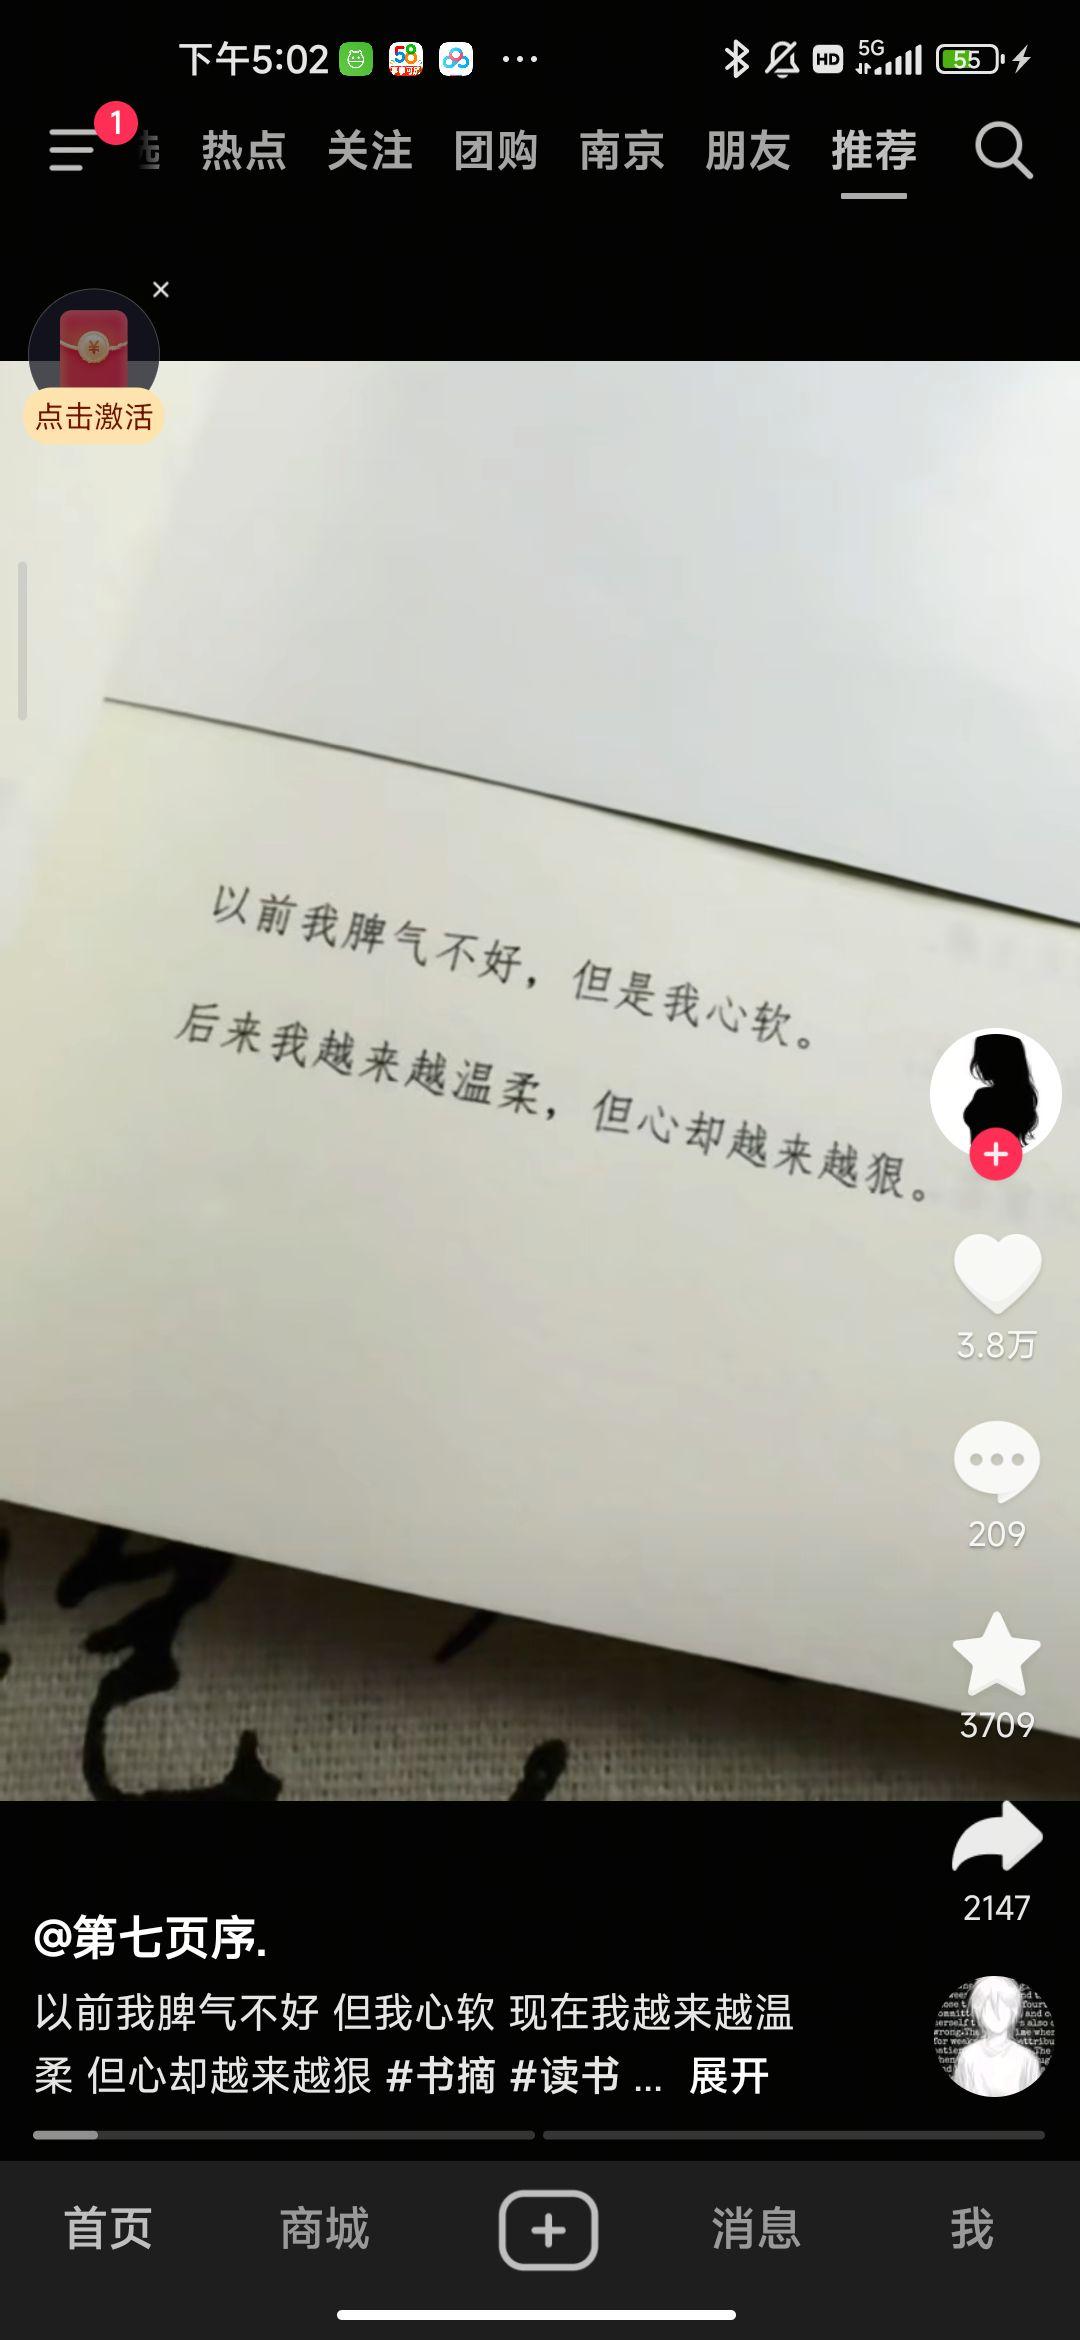 下午5:02
58
HD
5G
55
1
热点 关注 团购 南京 朋友 推荐
点击激活
以前我脾气不好，但是我心软。
后来我越来越温柔，但心却越来越狠。
3.8万
209
3709
2147
@第七页序.
以前我脾气不好 但我心软 现在我越来越温
柔 但心却越来越狠 #书摘 #读书 ... 展开
首页 商城 消息 我